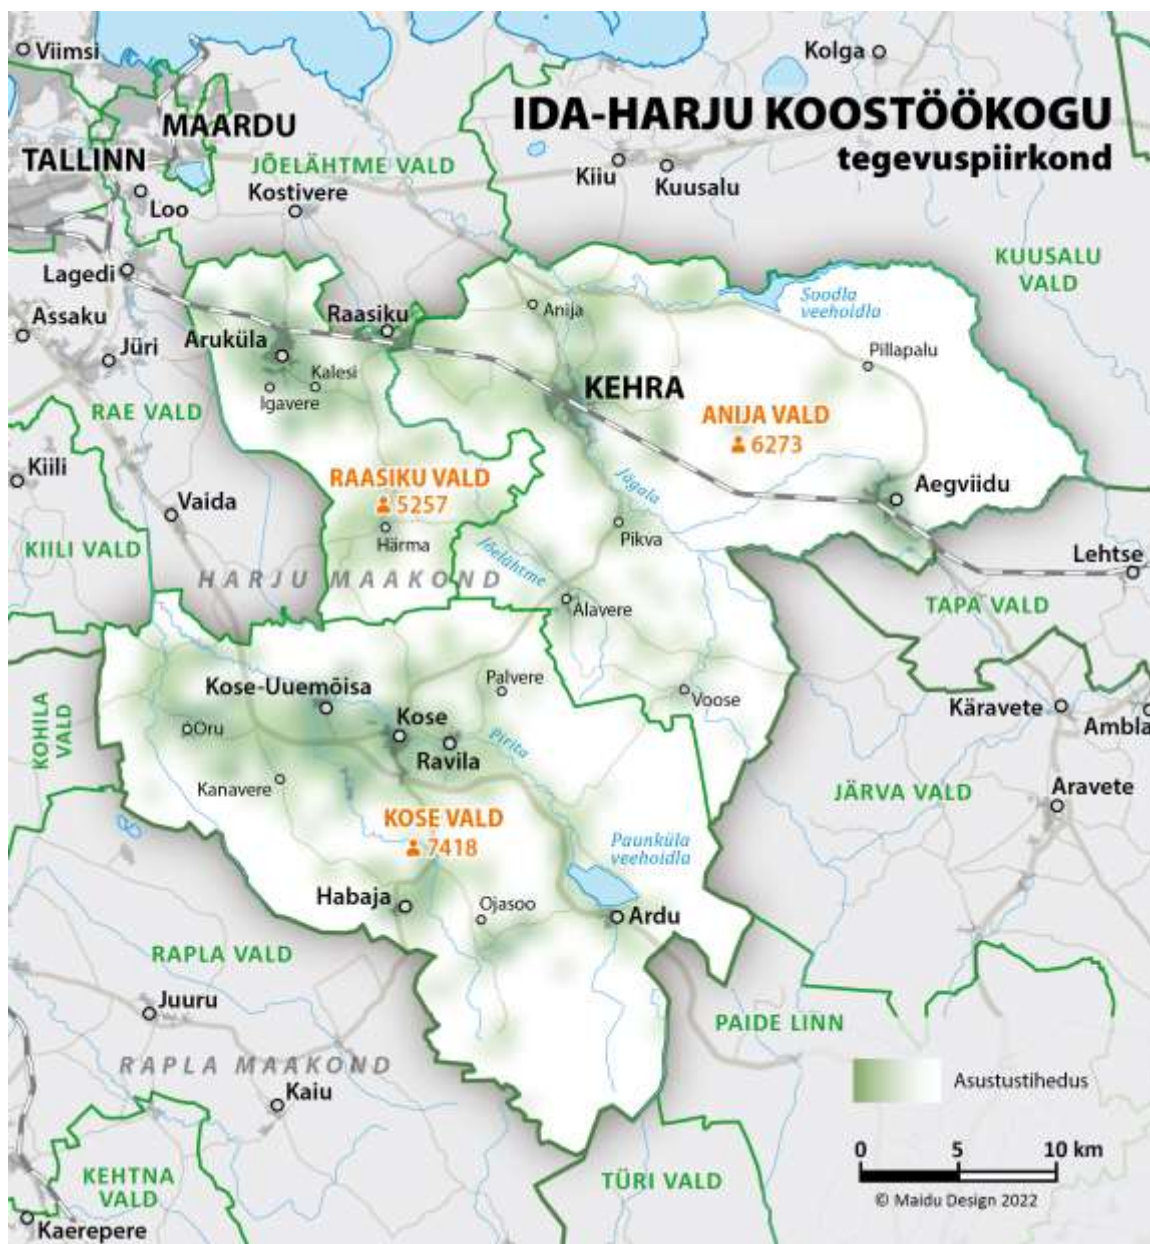 Viimsi
Kolga
IDA-HARJU KOOSTÖÖKOGU
tegevuspiirkond
MAARDU
TALLINN
JÕELÄHTME VALD
Kiiu
Kuusalu
Loo
Kostivere
KUUSALU
VALD
Lagedi
Soodla
veehoidla
Assaku
Raasiku
Anija
Aruküla
Jüri
Pillapalu
Kalesi
Igavere
KEHRA
RAE VALD
ANIJA VALD
6273
Kiili
RAASIKU VALD
5257
Jägala
Aegviidu
Vaida
Härma
Pikva
KIILI VALD
Jõelähtme
Lehtse
HARJU MAAKOND
Alavere
TAPA VALD
Kose-Uuemõisa
Palvere
Voose
KOHILA
VALD
Oru
Kose
Käravete
Ambla
Ravila
Pirita
Kanavere
JÄRVA VALD
Aravete
KOSE VALD
7418
Paunküla
veehoidla
Habaja
Ojasoo
Ardu
RAPLA VALD
Juuru
PAIDE LINN
RAPLA MAAKOND
Asustustihedus
Kaiu
0 5 10 km
KEHTNA
VALD
TÜRI VALD
© Maidu Design 2022
Kaerepere